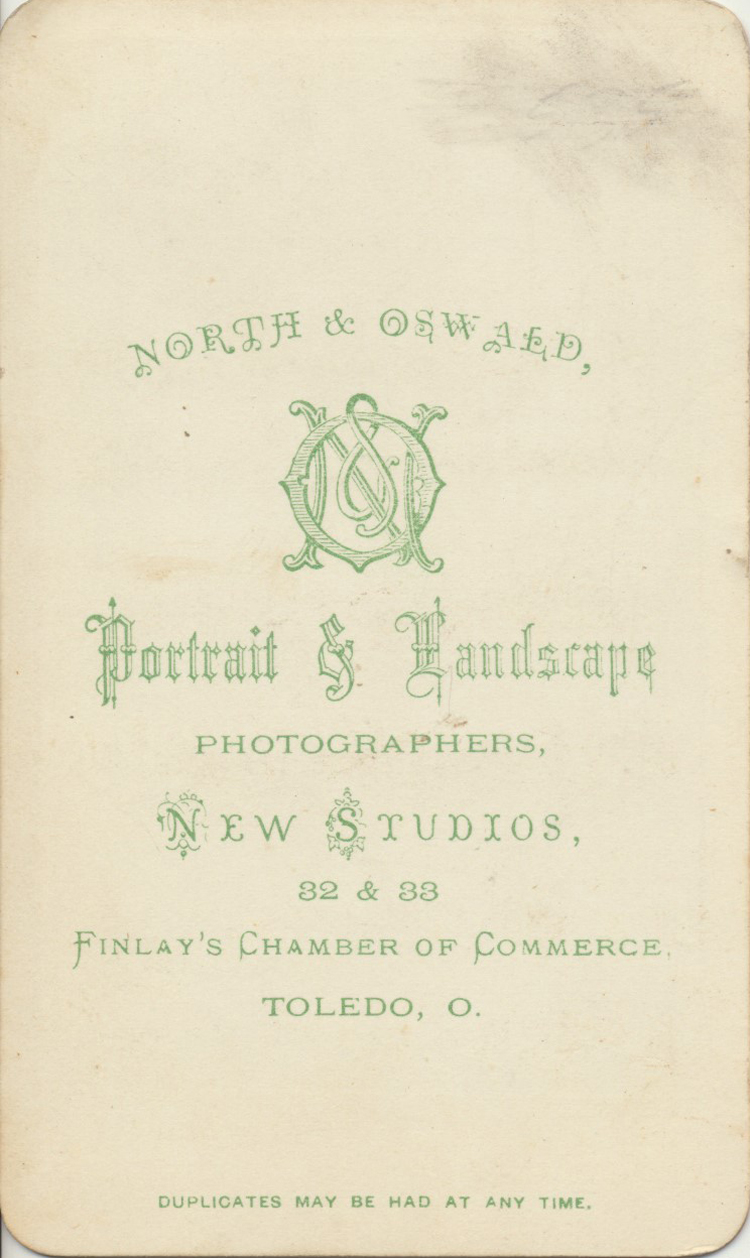 NORTH & OSWALD,
Portrait & Landscape
PHOTOGRAPHERS,
NEW STUDIOS,
32 & 33
FINLAY'S CHAMBER OF COMMERCE,
TOLEDO, O.
DUPLICATES MAY BE HAD AT ANY TIME.